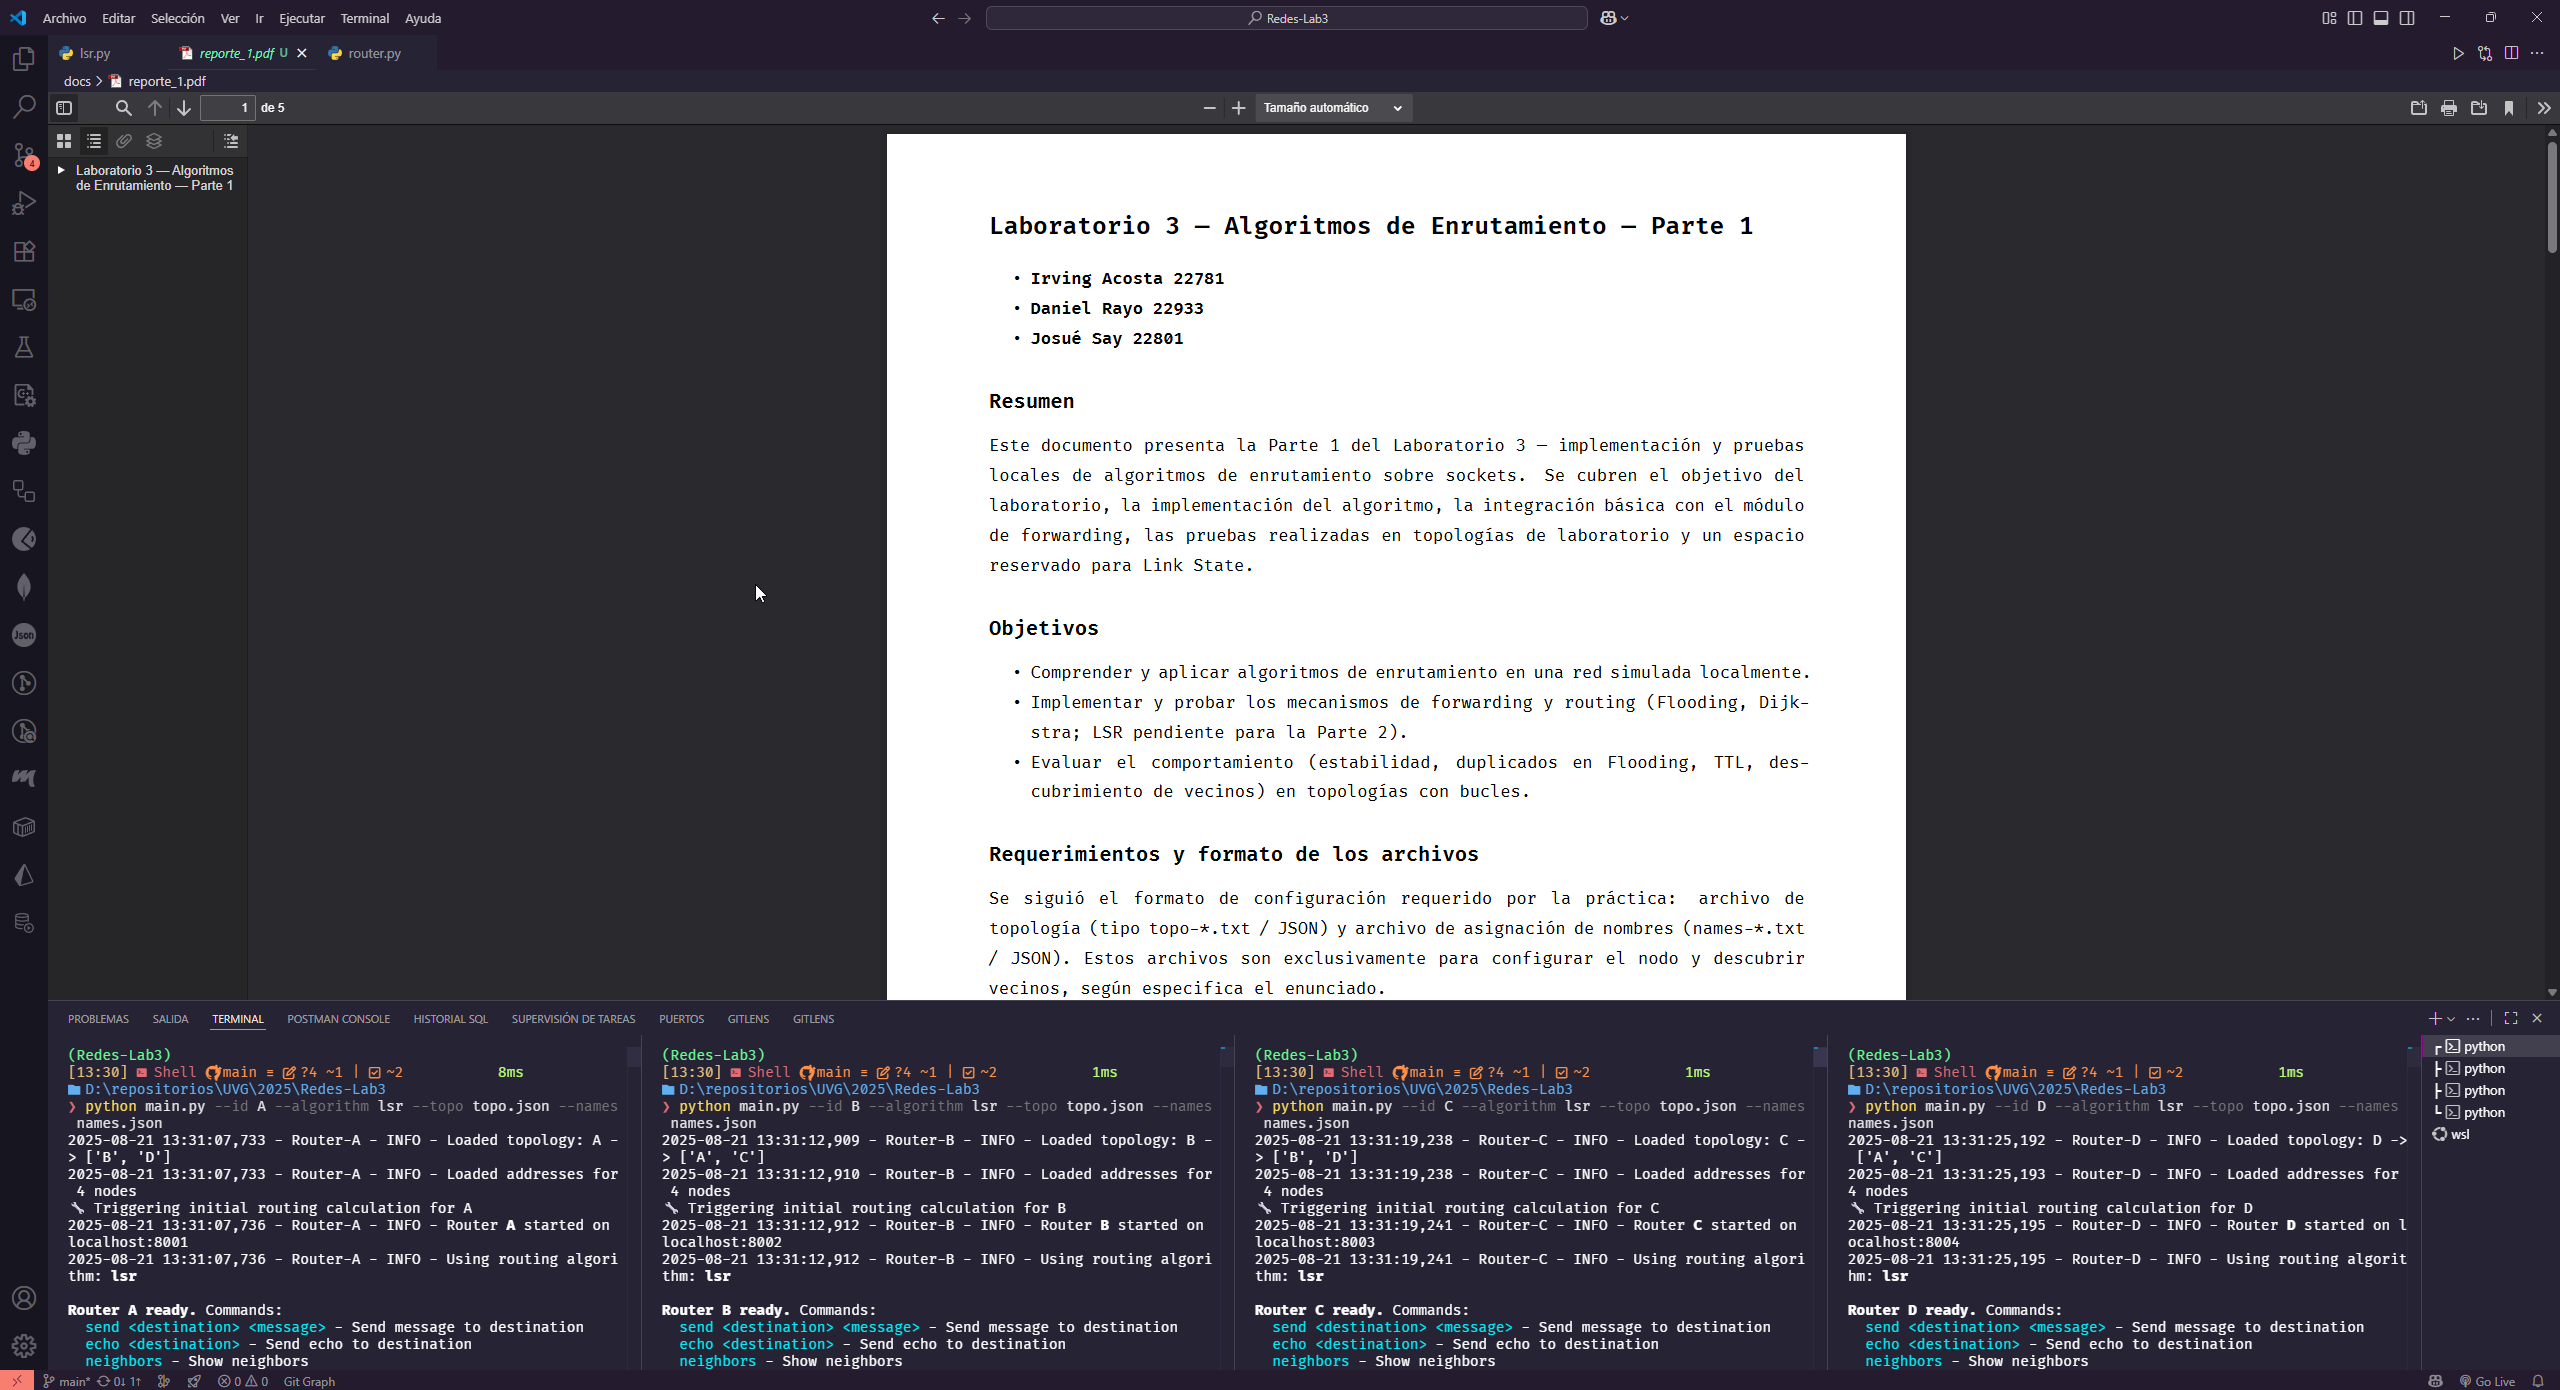 Archivo Editar Selección Ver Ir Ejecutar Terminal Ayuda
Redes-Lab3
lsr.py
reporte_1.pdf U
router.py
docs > reporte_1.pdf
1 de 5
Tamaño automático
4
Json
Laboratorio 3 — Algoritmos
de Enrutamiento — Parte 1
Laboratorio 3 — Algoritmos de Enrutamiento — Parte 1
• Irving Acosta 22781
• Daniel Rayo 22933
• Josué Say 22801
Resumen
Este documento presenta la Parte 1 del Laboratorio 3 — implementación y pruebas
locales de algoritmos de enrutamiento sobre sockets. Se cubren el objetivo del
laboratorio, la implementación del algoritmo, la integración básica con el módulo
de forwarding, las pruebas realizadas en topologías de laboratorio y un espacio
reservado para Link State.
Objetivos
• Comprender y aplicar algoritmos de enrutamiento en una red simulada localmente.
• Implementar y probar los mecanismos de forwarding y routing (Flooding, Dijk-
stra; LSR pendiente para la Parte 2).
• Evaluar el comportamiento (estabilidad, duplicados en Flooding, TTL, des-
cubrimiento de vecinos) en topologías con bucles.
Requerimientos y formato de los archivos
Se siguió el formato de configuración requerido por la práctica: archivo de
topología (tipo topo-*.txt / JSON) y archivo de asignación de nombres (names-*.txt
/ JSON). Estos archivos son exclusivamente para configurar el nodo y descubrir
vecinos, según especifica el enunciado.
PROBLEMAS SALIDA TERMINAL POSTMAN CONSOLE HISTORIAL SQL SUPERVISIÓN DE TAREAS PUERTOS GITLENS GITLENS
(Redes-Lab3)
[13:30] Shell main ≡ ?4 ~1 | ~2 8ms
D:\repositorios\UVG\2025\Redes-Lab3
❯ python main.py --id A --algorithm lsr --topo topo.json --names
names.json
2025-08-21 13:31:07,733 - Router-A - INFO - Loaded topology: A -
> ['B', 'D']
2025-08-21 13:31:07,733 - Router-A - INFO - Loaded addresses for
4 nodes
🔧 Triggering initial routing calculation for A
2025-08-21 13:31:07,736 - Router-A - INFO - Router A started on
localhost:8001
2025-08-21 13:31:07,736 - Router-A - INFO - Using routing algori
thm: lsr
Router A ready. Commands:
send <destination> <message> - Send message to destination
echo <destination> - Send echo to destination
neighbors - Show neighbors
(Redes-Lab3)
[13:30] Shell main ≡ ?4 ~1 | ~2 1ms
D:\repositorios\UVG\2025\Redes-Lab3
❯ python main.py --id B --algorithm lsr --topo topo.json --names
names.json
2025-08-21 13:31:12,909 - Router-B - INFO - Loaded topology: B -
> ['A', 'C']
2025-08-21 13:31:12,910 - Router-B - INFO - Loaded addresses for
4 nodes
🔧 Triggering initial routing calculation for B
2025-08-21 13:31:12,912 - Router-B - INFO - Router B started on
localhost:8002
2025-08-21 13:31:12,912 - Router-B - INFO - Using routing algori
thm: lsr
Router B ready. Commands:
send <destination> <message> - Send message to destination
echo <destination> - Send echo to destination
neighbors - Show neighbors
(Redes-Lab3)
[13:30] Shell main ≡ ?4 ~1 | ~2 1ms
D:\repositorios\UVG\2025\Redes-Lab3
❯ python main.py --id C --algorithm lsr --topo topo.json --names
names.json
2025-08-21 13:31:19,238 - Router-C - INFO - Loaded topology: C -
> ['B', 'D']
2025-08-21 13:31:19,238 - Router-C - INFO - Loaded addresses for
4 nodes
🔧 Triggering initial routing calculation for C
2025-08-21 13:31:19,241 - Router-C - INFO - Router C started on
localhost:8003
2025-08-21 13:31:19,241 - Router-C - INFO - Using routing algori
thm: lsr
Router C ready. Commands:
send <destination> <message> - Send message to destination
echo <destination> - Send echo to destination
neighbors - Show neighbors
(Redes-Lab3)
[13:30] Shell main ≡ ?4 ~1 | ~2 1ms
D:\repositorios\UVG\2025\Redes-Lab3
❯ python main.py --id D --algorithm lsr --topo topo.json --names
names.json
2025-08-21 13:31:25,192 - Router-D - INFO - Loaded topology: D ->
['A', 'C']
2025-08-21 13:31:25,193 - Router-D - INFO - Loaded addresses for
4 nodes
🔧 Triggering initial routing calculation for D
2025-08-21 13:31:25,195 - Router-D - INFO - Router D started on l
ocalhost:8004
2025-08-21 13:31:25,195 - Router-D - INFO - Using routing algorit
hm: lsr
Router D ready. Commands:
send <destination> <message> - Send message to destination
echo <destination> - Send echo to destination
neighbors - Show neighbors
python
python
python
python
wsl
main* 0↓ 1↑ 0 0 Git Graph
Go Live